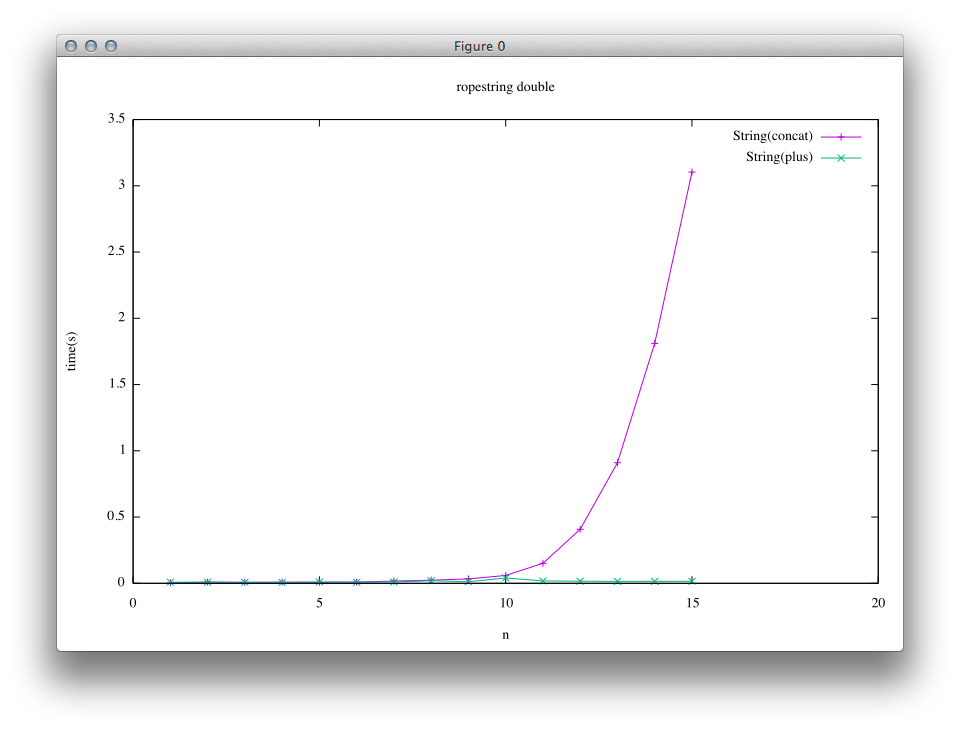 Figure 0
ropestring double
3.5
3
2.5
2
1.5
1
0.5
0
time(s)
String(concat)
String(plus)
0 5 10 15 20
n